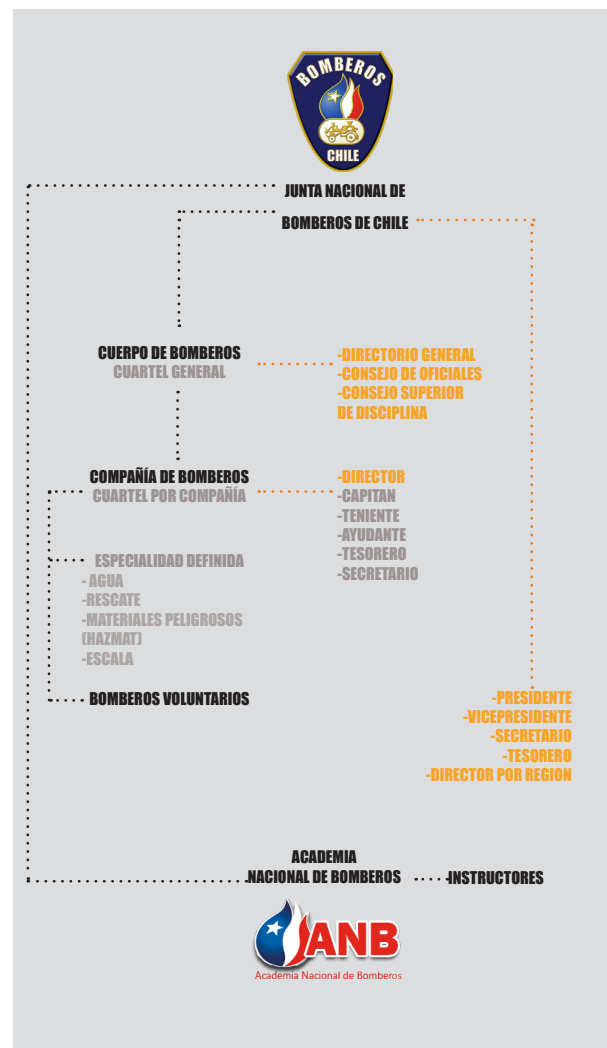 BOMBEROS
CHILE
JUNTA NACIONAL DE
BOMBEROS DE CHILE
CUERPO DE BOMBEROS
CUARTEL GENERAL
-DIRECTORIO GENERAL
-CONSEJO DE OFICIALES
-CONSEJO SUPERIOR
DE DISCIPLINA
COMPAÑÍA DE BOMBEROS
CUARTEL POR COMPAÑÍA
-DIRECTOR
-CAPITAN
-TENIENTE
-AYUDANTE
-TESORERO
-SECRETARIO
ESPECIALIDAD DEFINIDA
- AGUA
-RESCATE
-MATERIALES PELIGROSOS
(HAZMAT)
-ESCALA
BOMBEROS VOLUNTARIOS
-PRESIDENTE
-VICEPRESIDENTE
-SECRETARIO
-TESORERO
-DIRECTOR POR REGION
ACADEMIA
NACIONAL DE BOMBEROS
INSTRUCTORES
ANB
Academia Nacional de Bomberos